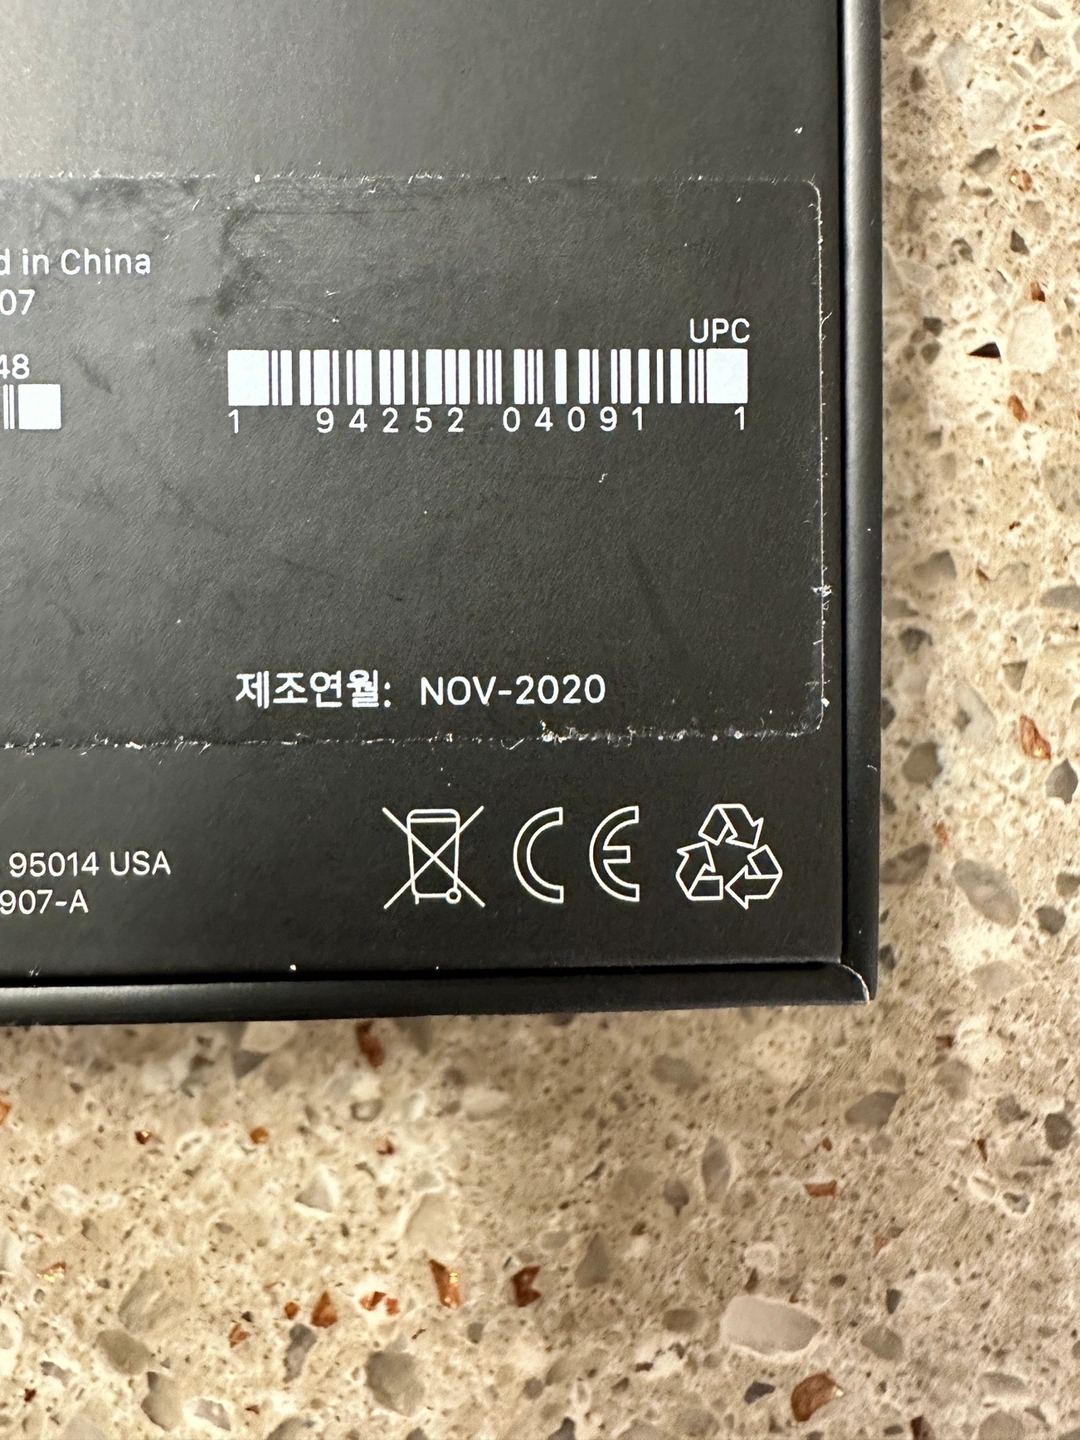 d in China
07
48
UPC
1 94252 04091 1
제조연월: NOV-2020
95014 USA
907-A